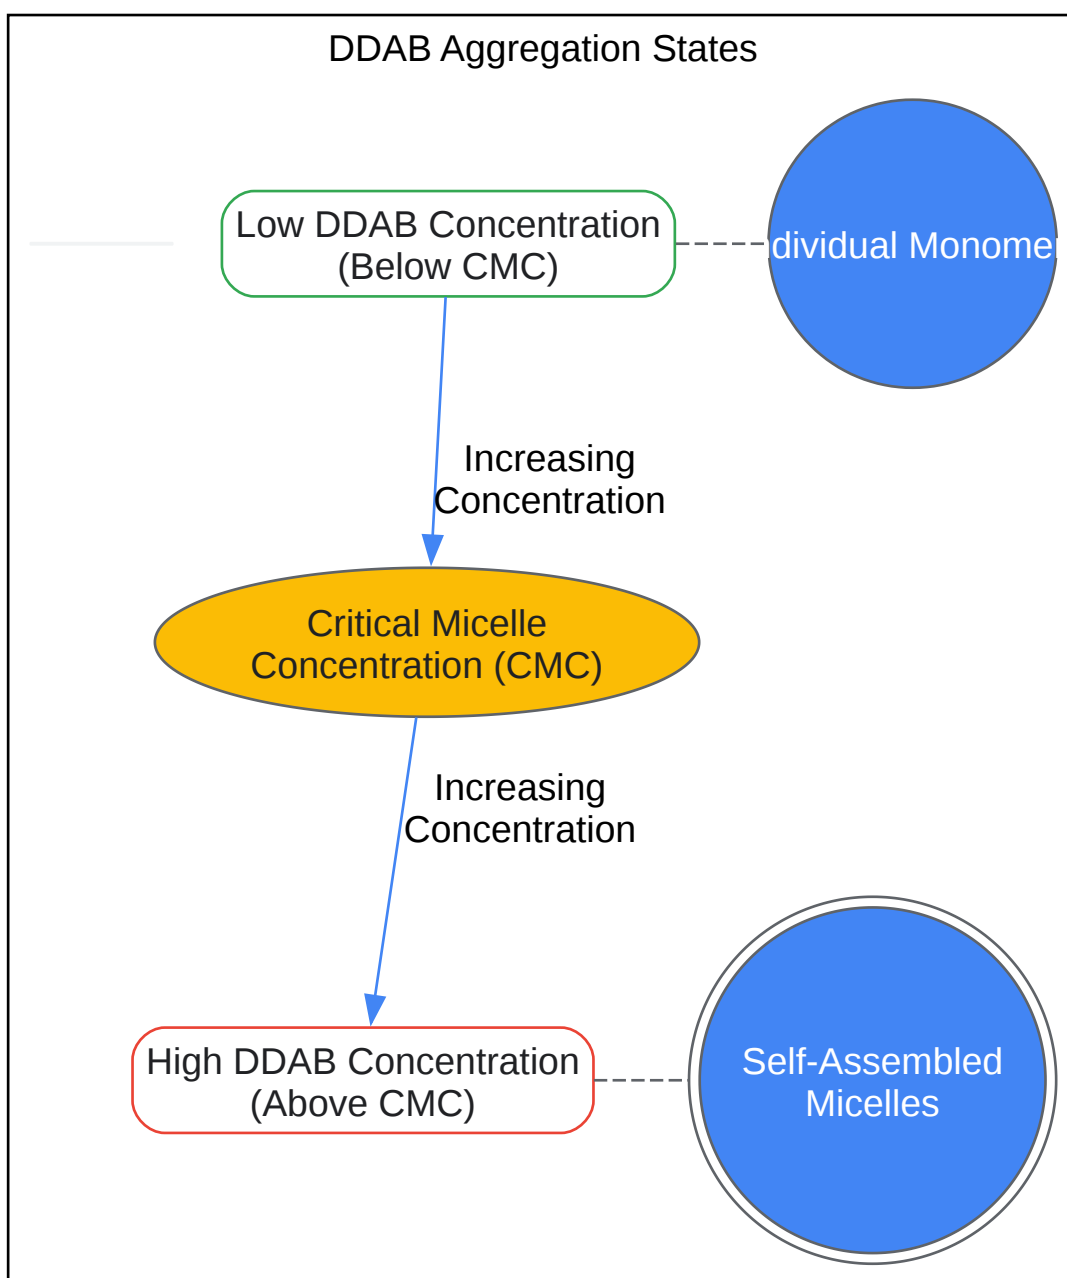 DDAB Aggregation States
Low DDAB Concentration
(Below CMC)
dividual Monomer
Increasing
Concentration
Critical Micelle
Concentration (CMC)
Increasing
Concentration
High DDAB Concentration
(Above CMC)
Self-Assembled
Micelles